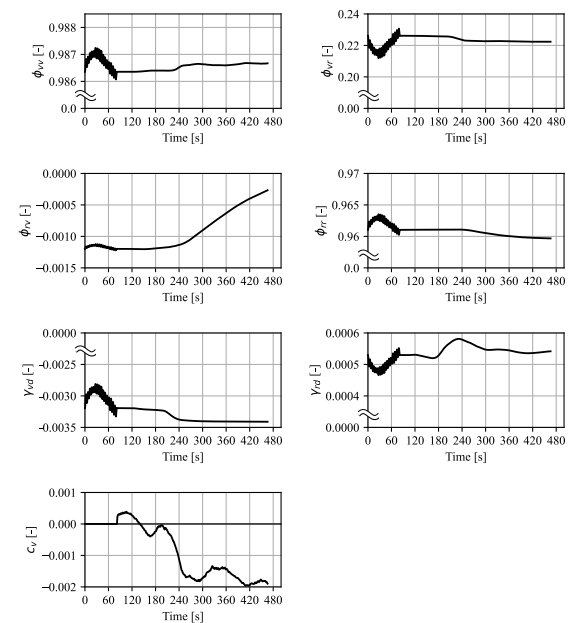 0.988
0.987
0.986
0.0
ϕvv [-]
0 60 120 180 240 300 360 420 480
Time [s]
0.24
0.22
0.20
0.00
ϕvr [-]
0 60 120 180 240 300 360 420 480
Time [s]
0.0000
−0.0005
−0.0010
−0.0015
ϕrv [-]
0 60 120 180 240 300 360 420 480
Time [s]
0.97
0.965
0.96
0.0
ϕrr [-]
0 60 120 180 240 300 360 420 480
Time [s]
0.0000
−0.0025
−0.0030
−0.0035
γvd [-]
0 60 120 180 240 300 360 420 480
Time [s]
0.0006
0.0005
0.0004
0.0000
γrd [-]
0 60 120 180 240 300 360 420 480
Time [s]
0.001
0.000
−0.001
−0.002
cv [-]
0 60 120 180 240 300 360 420 480
Time [s]